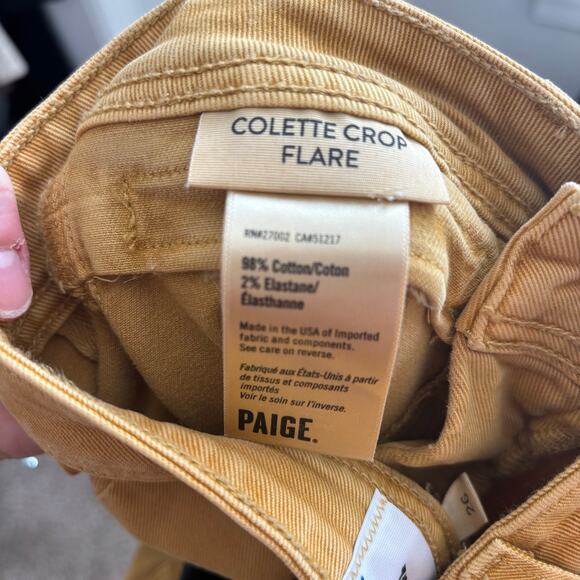 COLETTE CROP
FLARE
RN#27002 CA#51217
98% Cotton/Coton
2% Elastane/
Élasthanne
Made in the USA of Imported
fabric and components.
See care on reverse.
Fabriqué aux États-Unis à partir
de tissus et composants
importés
Voir le soin sur l'inverse.
PAIGE.
26